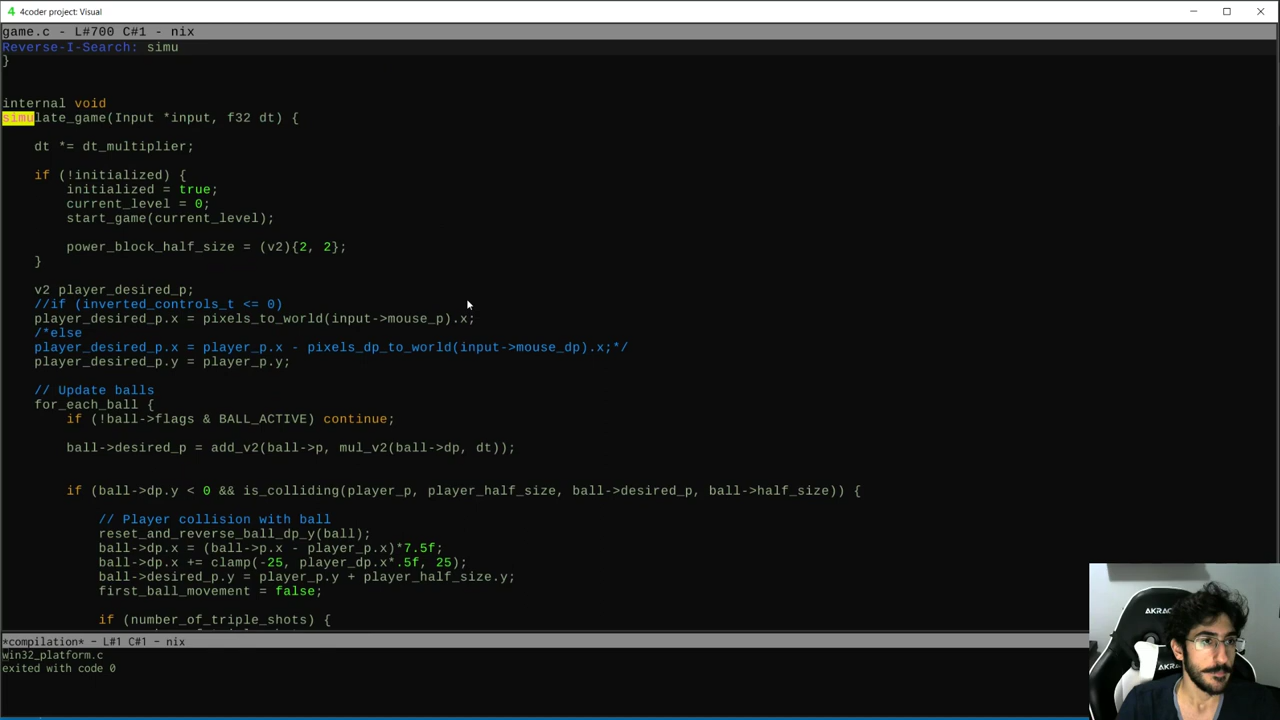 4coder project: Visual
game.c - L#700 C#1 - nix
Reverse-I-Search: simu
}
internal void
simulate_game(Input *input, f32 dt) {
dt *= dt_multiplier;
if (!initialized) {
initialized = true;
current_level = 0;
start_game(current_level);
power_block_half_size = (v2){2, 2};
}
v2 player_desired_p;
//if (inverted_controls_t <= 0)
player_desired_p.x = pixels_to_world(input->mouse_p).x;
/*else
player_desired_p.x = player_p.x - pixels_dp_to_world(input->mouse_dp).x;*/
player_desired_p.y = player_p.y;
// Update balls
for_each_ball {
if (!ball->flags & BALL_ACTIVE) continue;
ball->desired_p = add_v2(ball->p, mul_v2(ball->dp, dt));
if (ball->dp.y < 0 && is_colliding(player_p, player_half_size, ball->desired_p, ball->half_size)) {
// Player collision with ball
reset_and_reverse_ball_dp_y(ball);
ball->dp.x = (ball->p.x - player_p.x)*7.5f;
ball->dp.x += clamp(-25, player_dp.x*.5f, 25);
ball->desired_p.y = player_p.y + player_half_size.y;
first_ball_movement = false;
if (number_of_triple_shots) {
*compilation* - L#1 C#1 - nix
win32_platform.c
exited with code 0
AKRAC